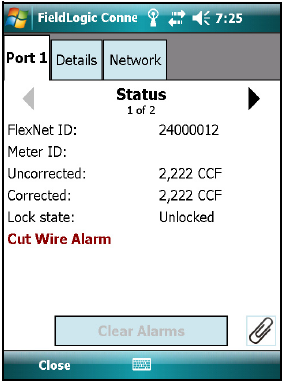 FieldLogic Conne 7:25
Port 1 Details Network
Status
1 of 2
FlexNet ID: 24000012
Meter ID:
Uncorrected: 2,222 CCF
Corrected: 2,222 CCF
Lock state: Unlocked
Cut Wire Alarm
Clear Alarms
Close